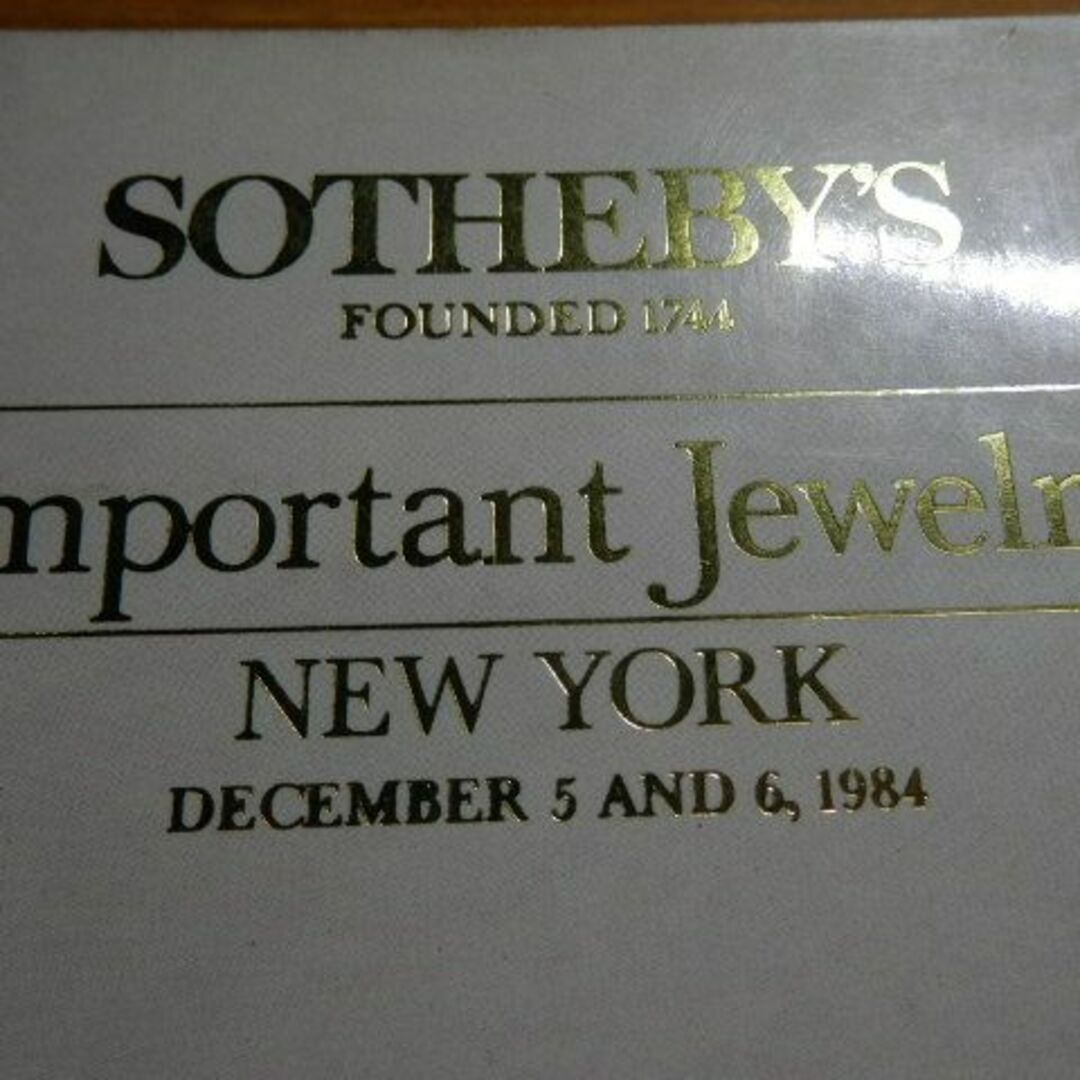 SOTHEBY'S
FOUNDED 1744
mportant Jewelr
NEW YORK
DECEMBER 5 AND 6, 1984